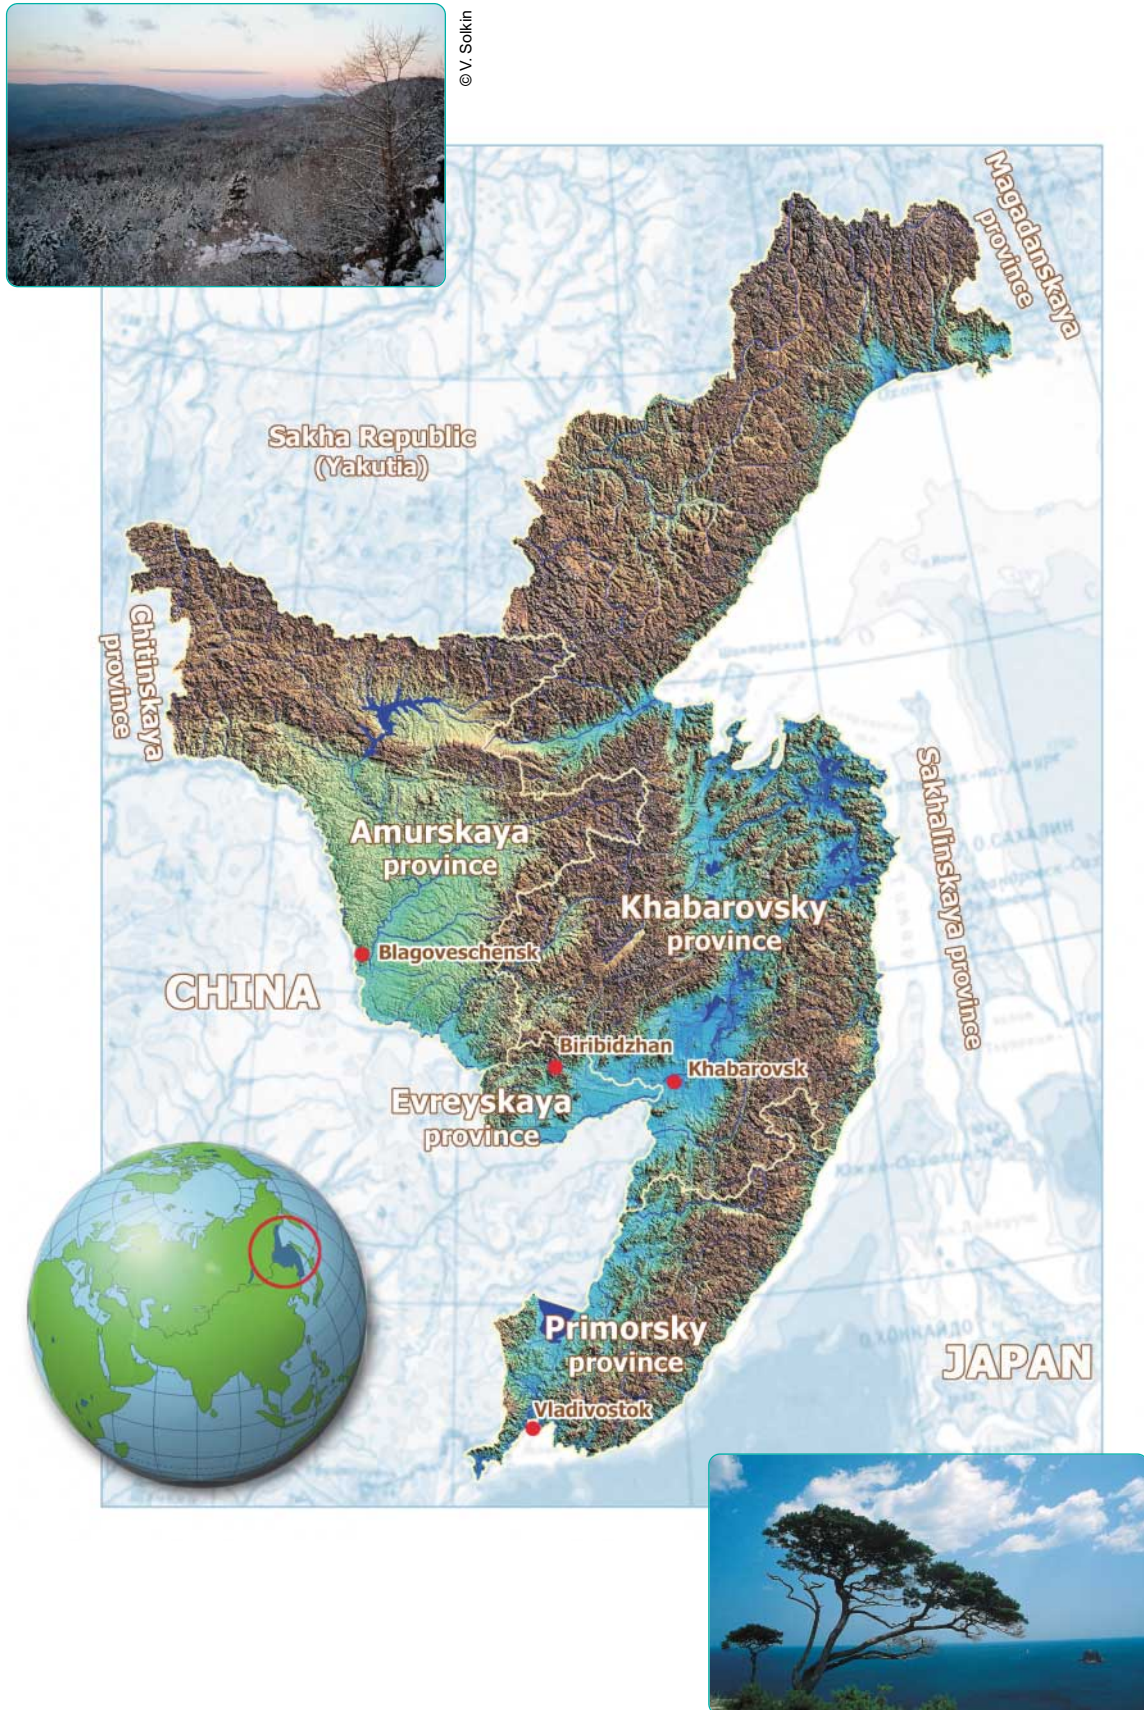 © V. Solkin
Magadanskaya
province
Sakha Republic
(Yakutia)
Chitinskaya
province
Sakhalinskaya province
Amurskaya
province
Khabarovsky
province
Blagoveschensk
CHINA
Biribidzhan
Khabarovsk
Evreyskaya
province
Primorsky
province
JAPAN
Vladivostok